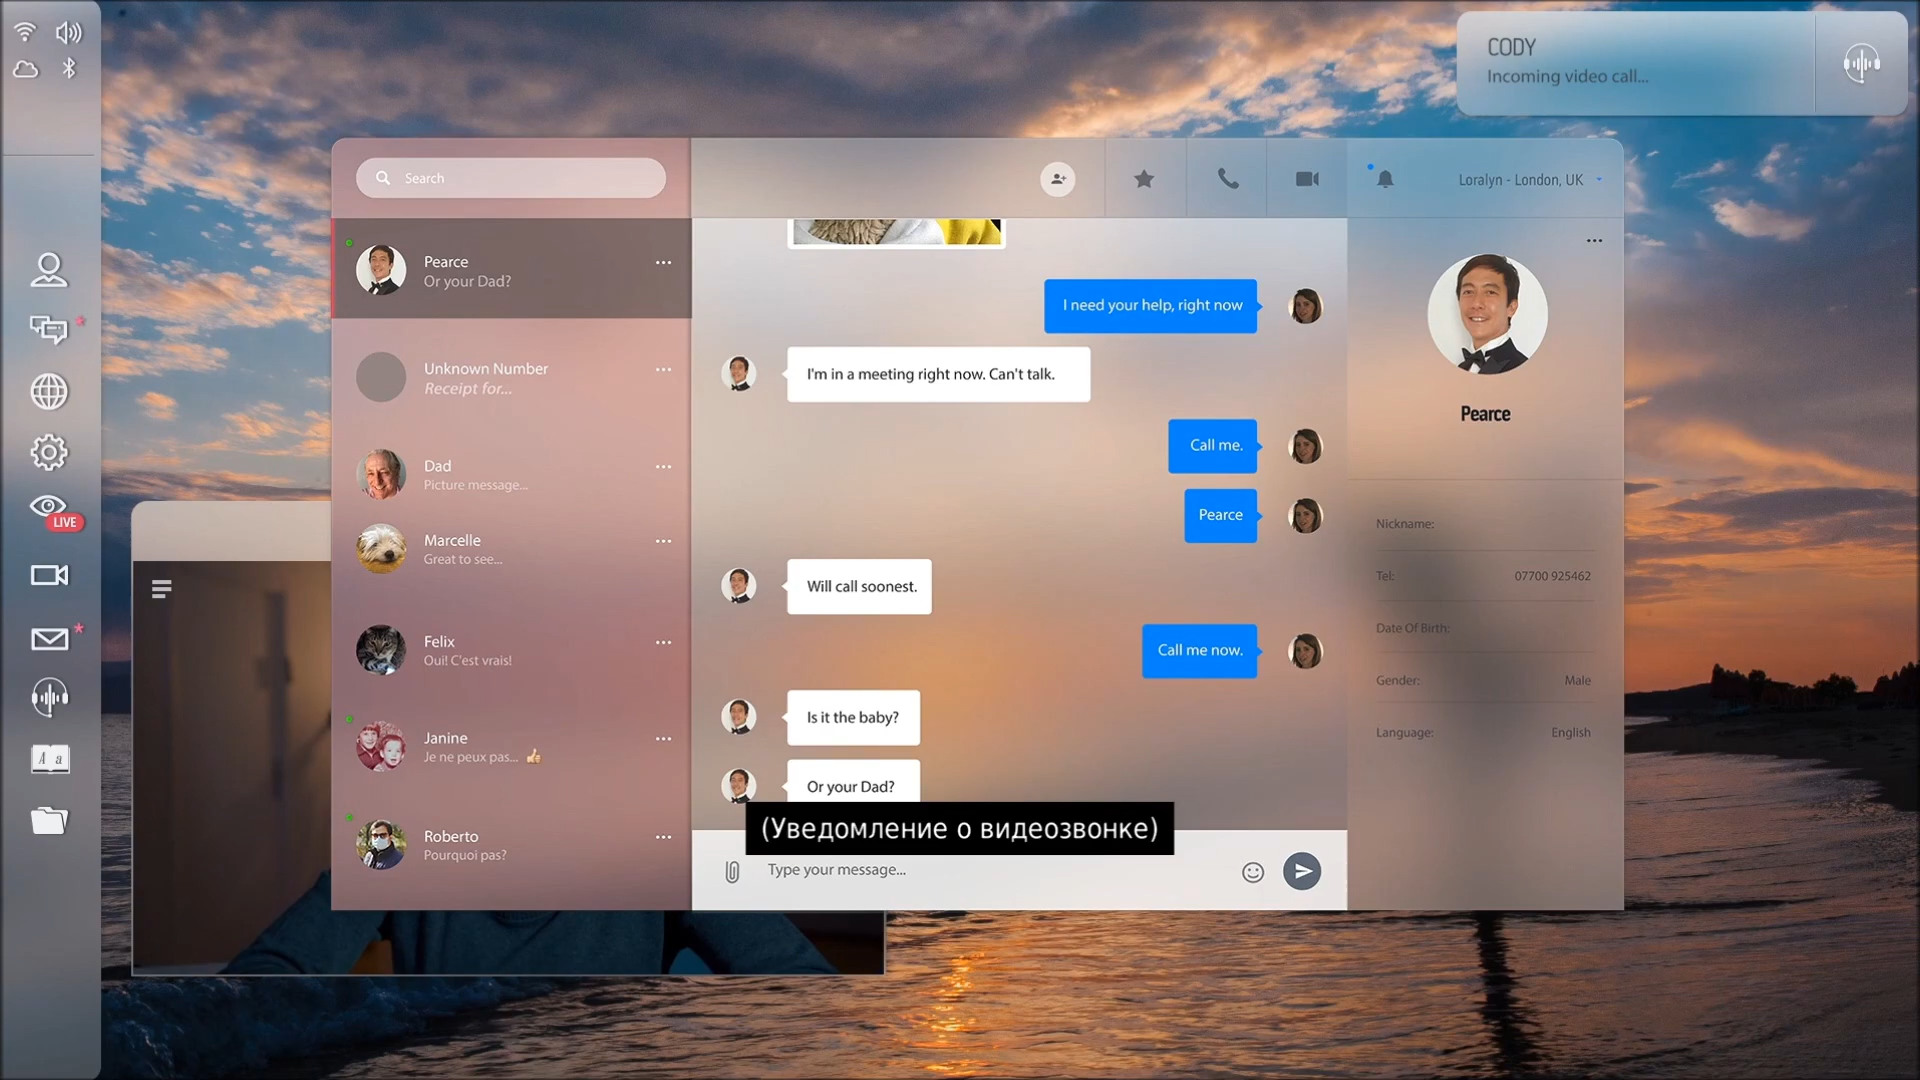 CODY
Incoming video call...
Search
Loralyn - London, UK
Pearce
Or your Dad?
Unknown Number
Receipt for...
Dad
Picture message...
Marcelle
Great to see...
Felix
Oui! C'est vrai!
Janine
Je ne peux pas...
Roberto
Pourquoi pas?
I need your help, right now
I'm in a meeting right now. Can't talk.
Call me.
Pearce
Will call soonest.
Call me now.
Is it the baby?
Or your Dad?
(Уведомление о видеозвонке)
Type your message...
Pearce
Nickname:
Tel: 07700 925462
Date Of Birth:
Gender: Male
Language: English
LIVE
A a